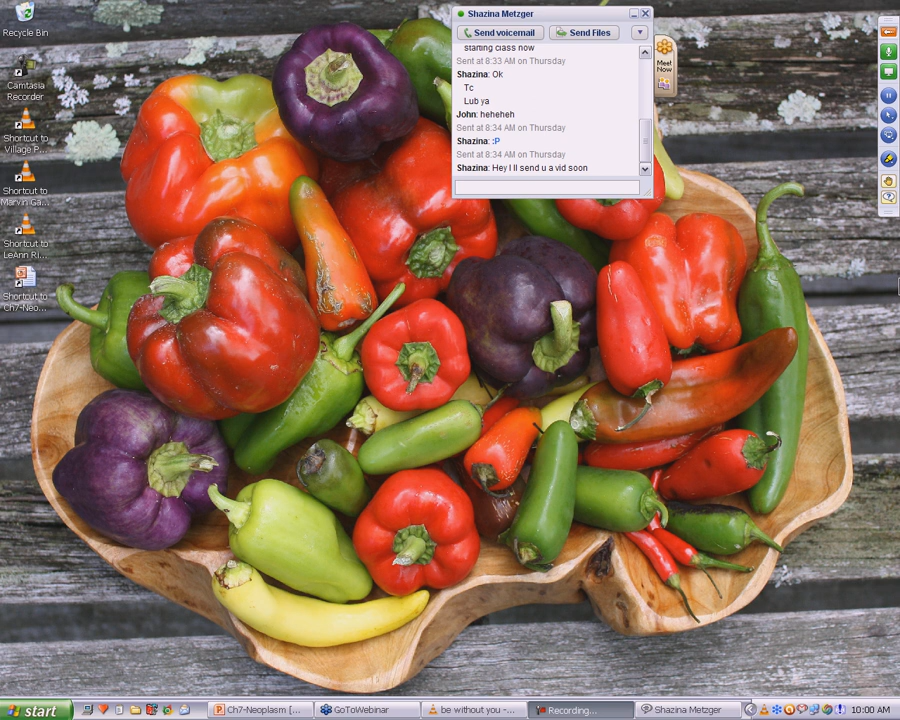 Recycle Bin
Camtasia
Recorder
Shortcut to
Village P...
Shortcut to
Marvin Ga...
Shortcut to
LeAnn Ri...
Shortcut to
Ch7-Neo...
Shazina Metzger
Send voicemail
Send Files
starting class now
Sent at 8:33 AM on Thursday
Shazina: Ok
Tc
Lub ya
John: heheheh
Sent at 8:34 AM on Thursday
Shazina: :P
Sent at 8:34 AM on Thursday
Shazina: Hey I ll send u a vid soon
Meet
Now
start
Ch7-Neoplasm [...
GoToWebinar
be without you -...
Recording...
Shazina Metzger
10:00 AM